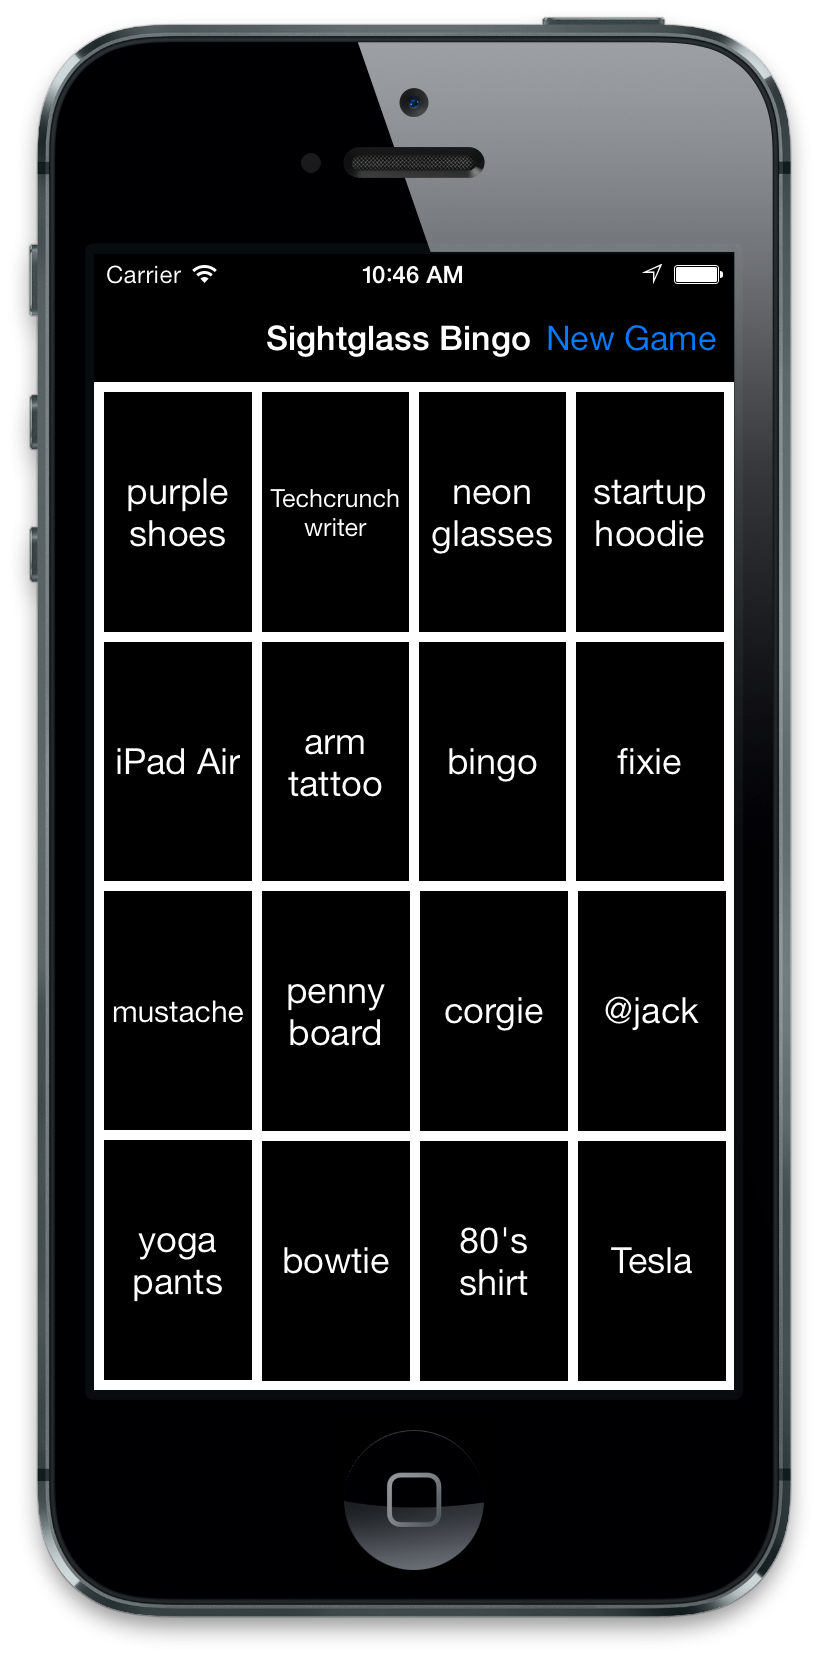 Carrier 10:46 AM
Sightglass Bingo New Game
purple
shoes
Techcrunch
writer
neon
glasses
startup
hoodie
iPad Air
arm
tattoo
bingo
fixie
mustache
penny
board
corgie
@jack
yoga
pants
bowtie
80's
shirt
Tesla